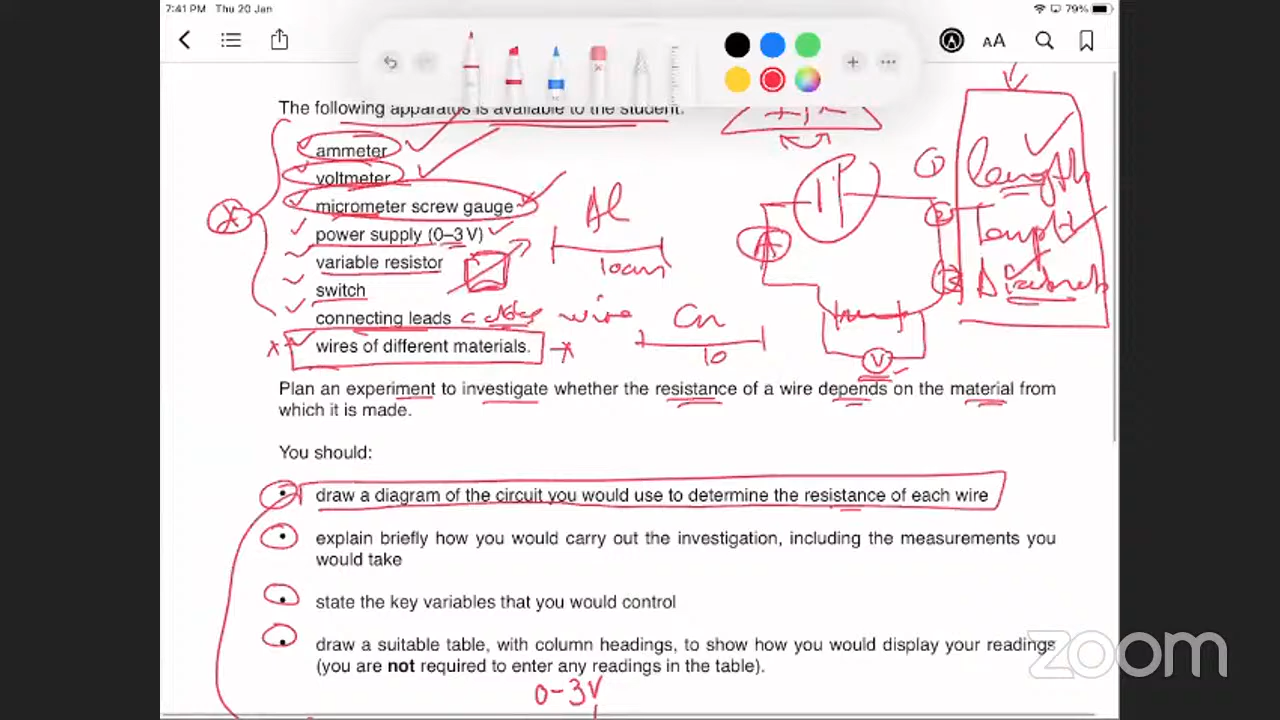 7:41 PM Thu 20 Jan
79%
AA
The following apparatus is available to the student:
ammeter
voltmeter
micrometer screw gauge
power supply (0–3 V)
variable resistor
switch
connecting leads
wire
wires of different materials.
Al
10cm
Cu
10
A
V
1
length
2
3
Plan an experiment to investigate whether the resistance of a wire depends on the material from
which it is made.
You should:
• draw a diagram of the circuit you would use to determine the resistance of each wire
• explain briefly how you would carry out the investigation, including the measurements you
would take
• state the key variables that you would control
• draw a suitable table, with column headings, to show how you would display your readings
(you are not required to enter any readings in the table).
0-3V
zoom